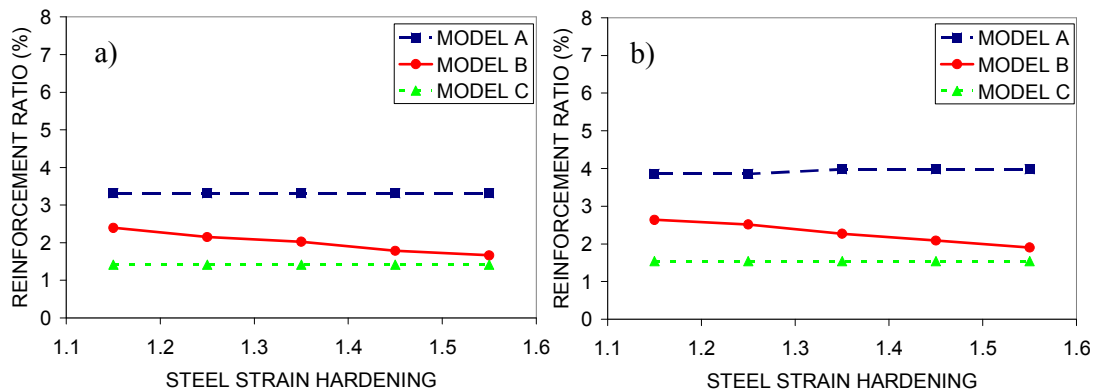 a)
MODEL A
MODEL B
MODEL C
REINFORCEMENT RATIO (%)
8
7
6
5
4
3
2
1
0
1.1 1.2 1.3 1.4 1.5 1.6
STEEL STRAIN HARDENING
b)
MODEL A
MODEL B
MODEL C
REINFORCEMENT RATIO (%)
8
7
6
5
4
3
2
1
0
1.1 1.2 1.3 1.4 1.5 1.6
STEEL STRAIN HARDENING